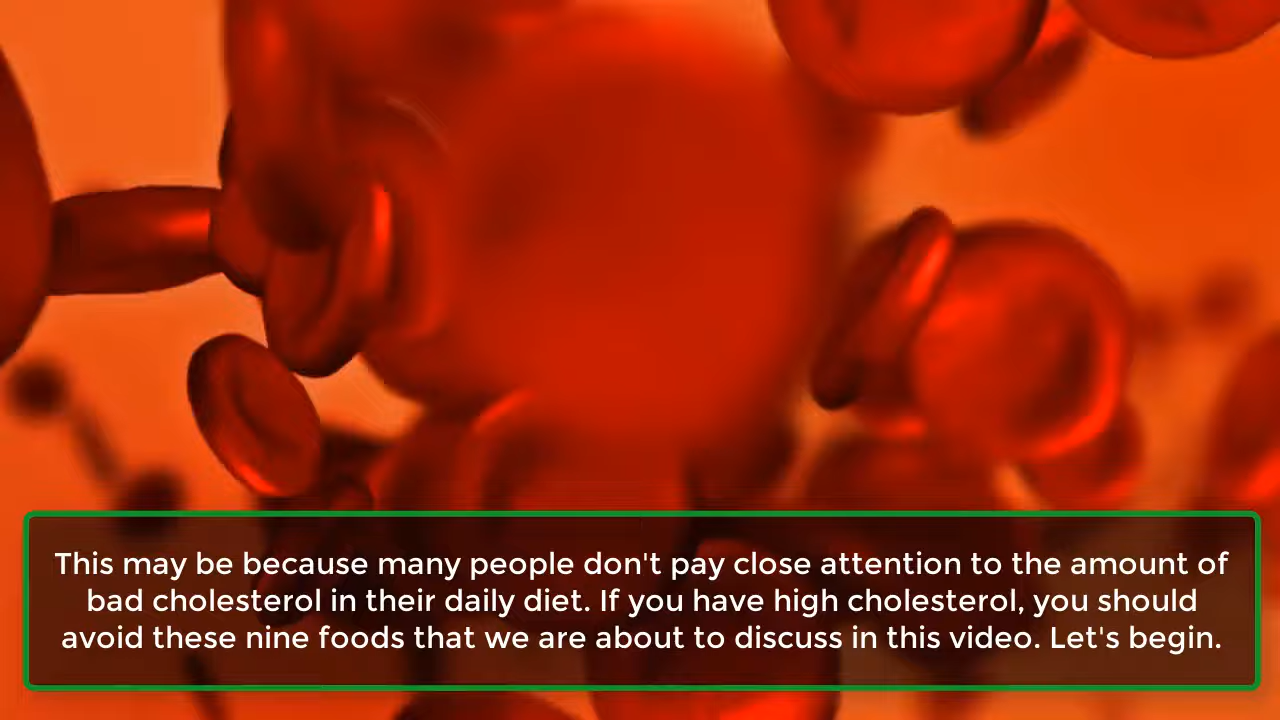 This may be because many people don't pay close attention to the amount of
bad cholesterol in their daily diet. If you have high cholesterol, you should
avoid these nine foods that we are about to discuss in this video. Let's begin.